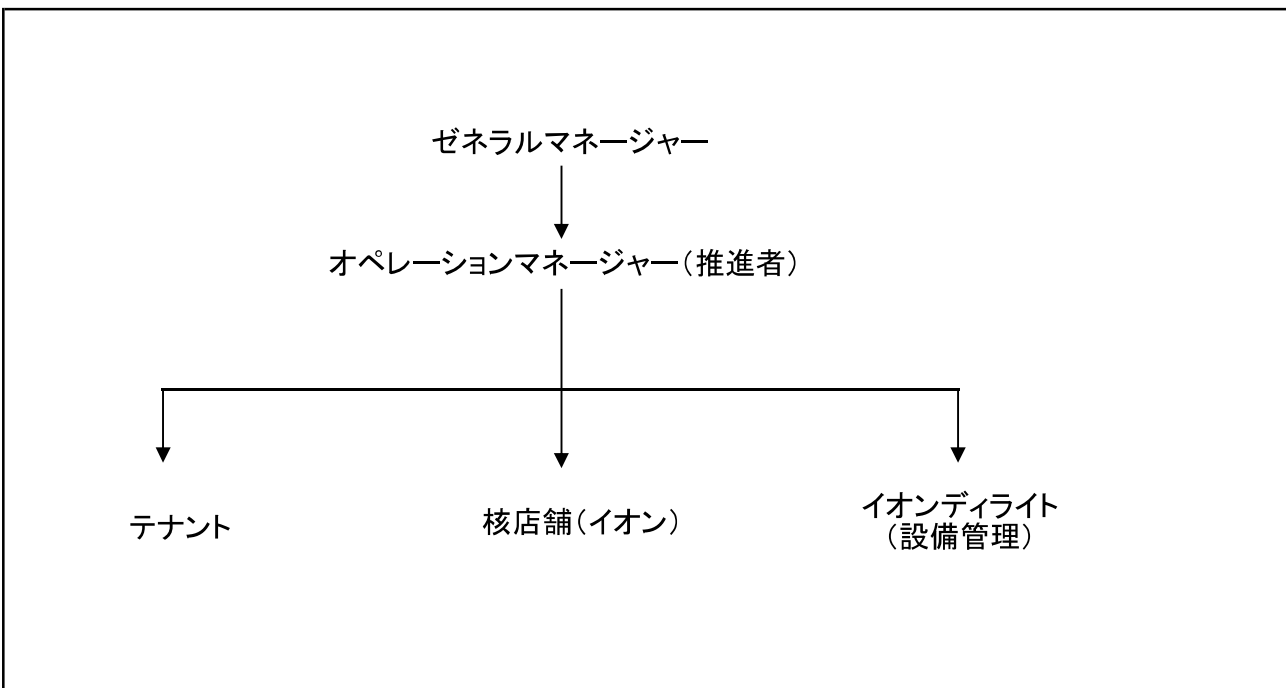 ゼネラルマネージャー
オペレーションマネージャー（推進者）
テナント
核店舗（イオン）
イオンディライト
（設備管理）